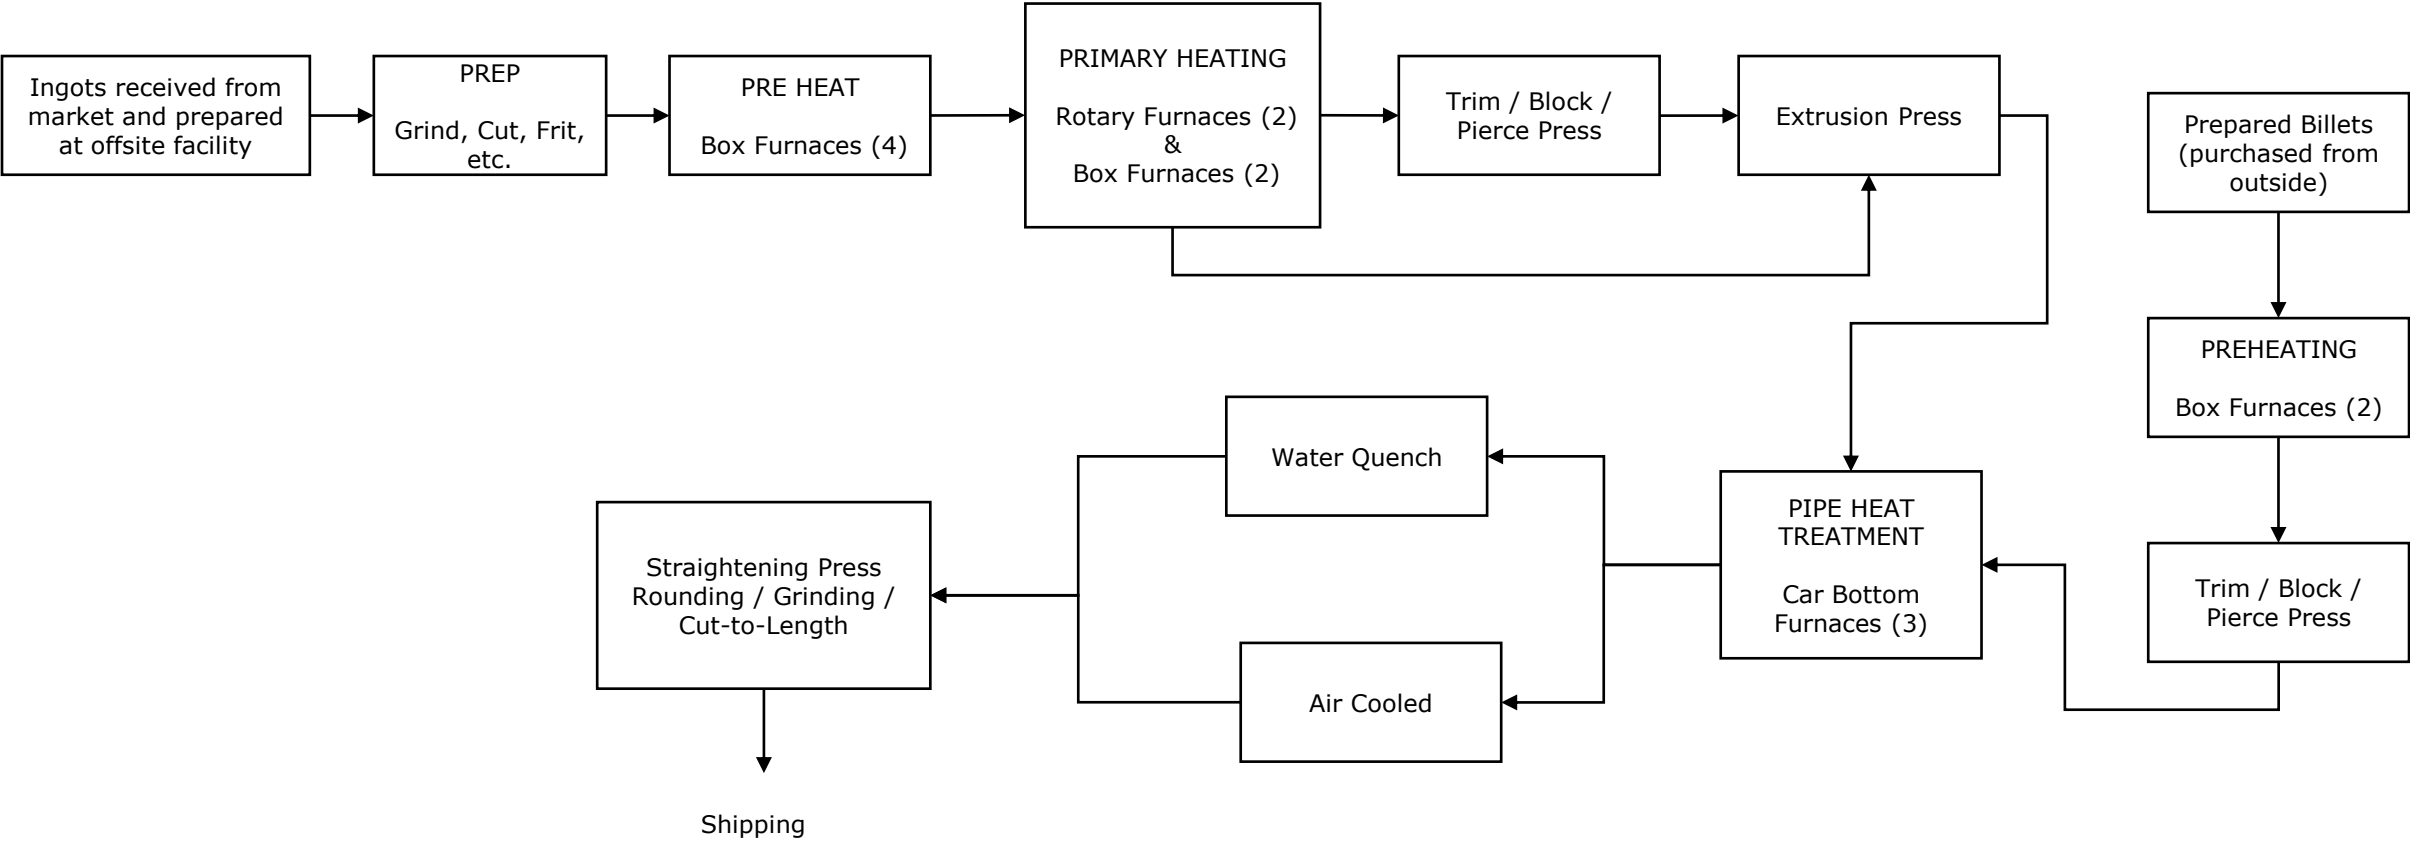 Ingots received from
market and prepared
at offsite facility
PREP
Grind, Cut, Frit,
etc.
PRE HEAT
Box Furnaces (4)
PRIMARY HEATING
Rotary Furnaces (2)
&
Box Furnaces (2)
Trim / Block /
Pierce Press
Extrusion Press
Prepared Billets
(purchased from
outside)
PREHEATING
Box Furnaces (2)
Trim / Block /
Pierce Press
PIPE HEAT
TREATMENT
Car Bottom
Furnaces (3)
Water Quench
Air Cooled
Straightening Press
Rounding / Grinding /
Cut-to-Length
Shipping